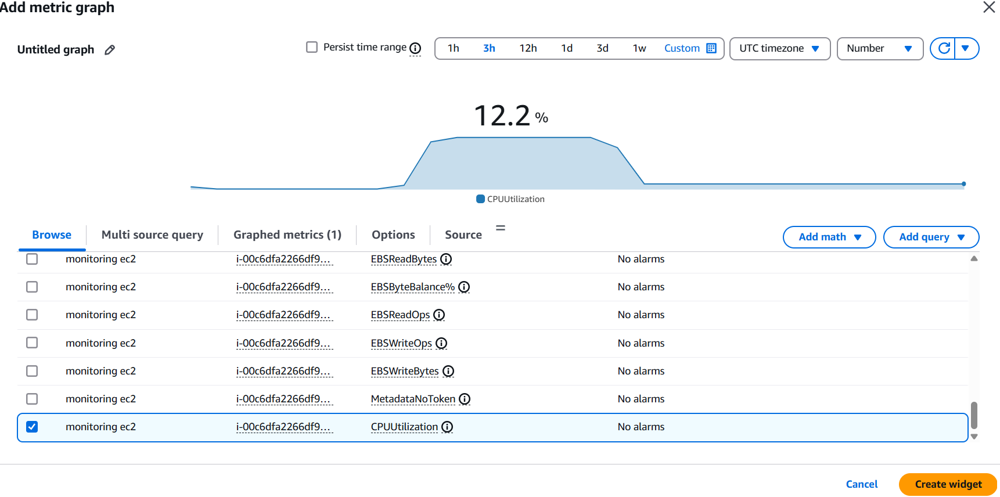 Add metric graph
Untitled graph
Persist time range
1h 3h 12h 1d 3d 1w Custom
UTC timezone
Number
12.2 %
CPUUtilization
Browse Multi source query Graphed metrics (1) Options Source
Add math Add query
monitoring ec2 i-00c6dfa2266df9... EBSReadBytes No alarms
monitoring ec2 i-00c6dfa2266df9... EBSByteBalance% No alarms
monitoring ec2 i-00c6dfa2266df9... EBSReadOps No alarms
monitoring ec2 i-00c6dfa2266df9... EBSWriteOps No alarms
monitoring ec2 i-00c6dfa2266df9... EBSWriteBytes No alarms
monitoring ec2 i-00c6dfa2266df9... MetadataNoToken No alarms
monitoring ec2 i-00c6dfa2266df9... CPUUtilization No alarms
Cancel Create widget